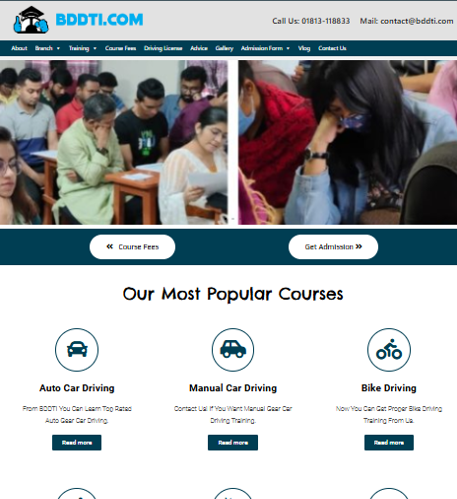 BDDTI.COM
Call Us: 01813-118833 Mail: contact@bddti.com
About Branch Training Course Fees Driving License Advice Gallery Admission Form Vlog Contact Us
Course Fees Get Admission
Our Most Popular Courses
Auto Car Driving
From BDDTI You Can Learn Top Rated
Auto Gear Car Driving.
Read more
Manual Car Driving
Contact Us! If You Want Manual Gear Car
Driving Training.
Read more
Bike Driving
Now You Can Get Proper Bike Driving
Training From Us.
Read more